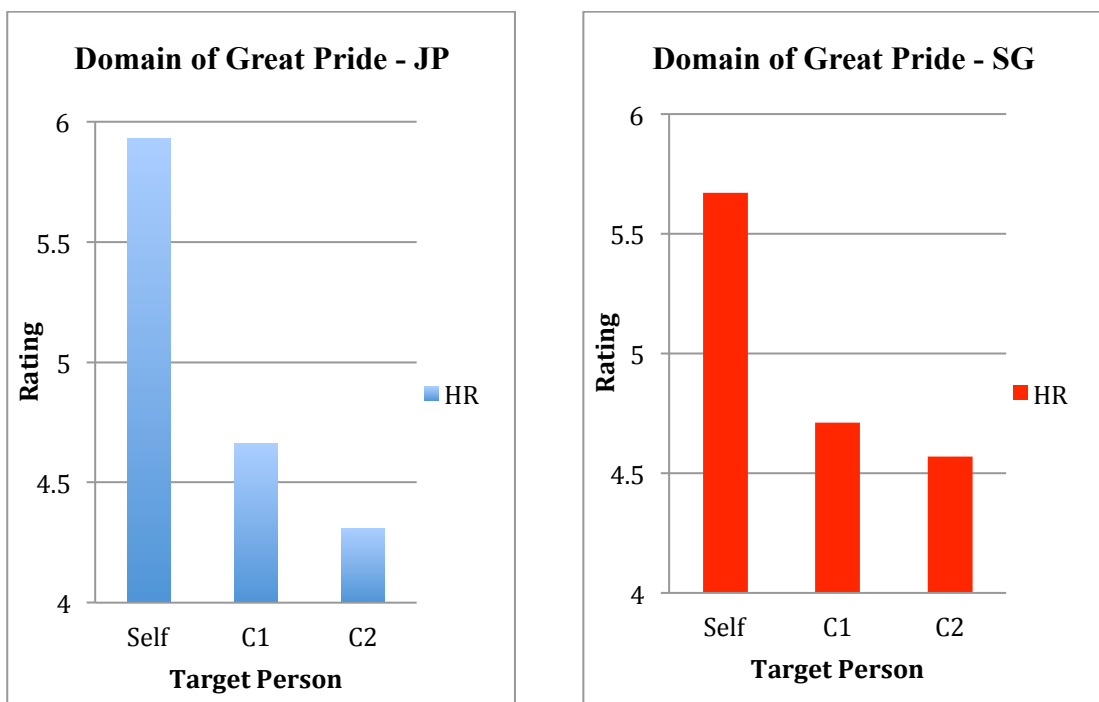 Domain of Great Pride - JP
6
5.5
5
4.5
4
Rating
Self C1 C2
Target Person
HR
Domain of Great Pride - SG
6
5.5
5
4.5
4
Rating
Self C1 C2
Target Person
HR